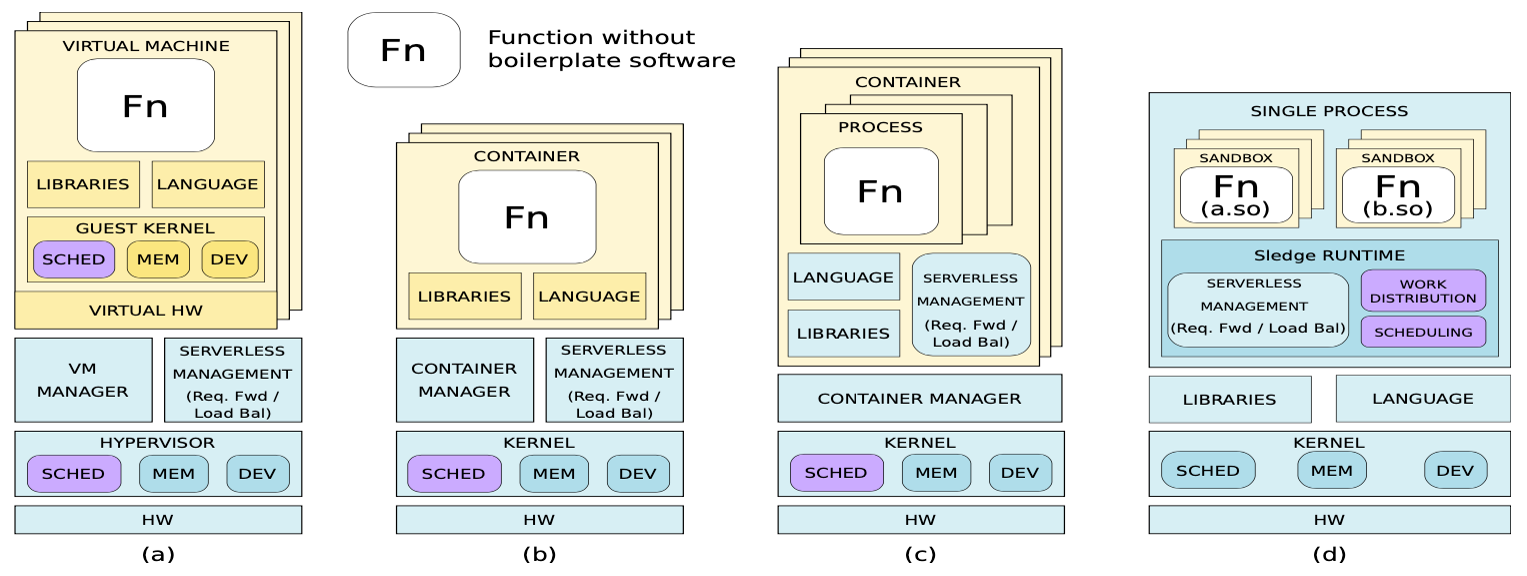 VIRTUAL MACHINE
Fn
LIBRARIES
LANGUAGE
GUEST KERNEL
SCHED
MEM
DEV
VIRTUAL HW
VM
MANAGER
SERVERLESS
MANAGEMENT
(Req. Fwd /
Load Bal)
HYPERVISOR
SCHED
MEM
DEV
HW
(a)
Fn
Function without
boilerplate software
CONTAINER
Fn
LIBRARIES
LANGUAGE
CONTAINER
MANAGER
SERVERLESS
MANAGEMENT
(Req. Fwd /
Load Bal)
KERNEL
SCHED
MEM
DEV
HW
(b)
CONTAINER
PROCESS
Fn
LANGUAGE
LIBRARIES
SERVERLESS
MANAGEMENT
(Req. Fwd /
Load Bal)
CONTAINER MANAGER
KERNEL
SCHED
MEM
DEV
HW
(c)
SINGLE PROCESS
SANDBOX
Fn
(a.so)
SANDBOX
Fn
(b.so)
Sledge RUNTIME
SERVERLESS
MANAGEMENT
(Req. Fwd / Load Bal)
WORK
DISTRIBUTION
SCHEDULING
LIBRARIES
LANGUAGE
KERNEL
SCHED
MEM
DEV
HW
(d)